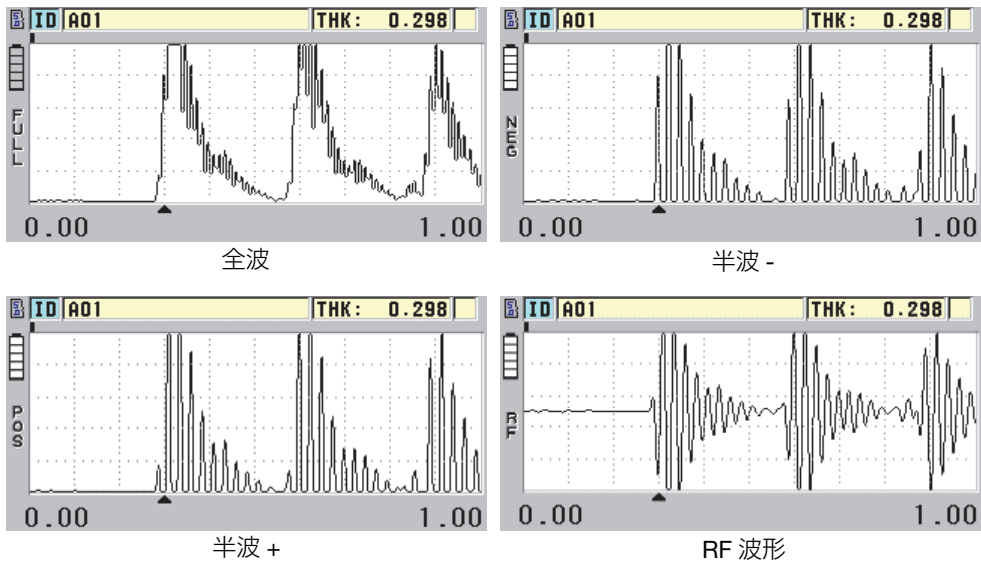 ID A01 THK: 0.298
FULL
0.00 1.00
全波
ID A01 THK: 0.298
NEG
0.00 1.00
半波 -
ID A01 THK: 0.298
POS
0.00 1.00
半波 +
ID A01 THK: 0.298
RF
0.00 1.00
RF 波形